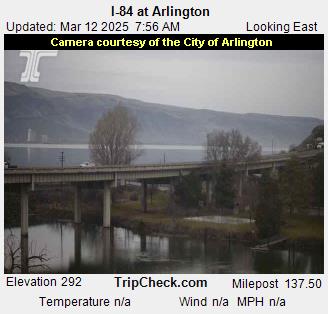 I-84 at Arlington
Updated: Mar 12 2025 7:56 AM Looking East
Camera courtesy of the City of Arlington
Elevation 292 TripCheck.com Milepost 137.50
Temperature n/a Wind n/a MPH n/a